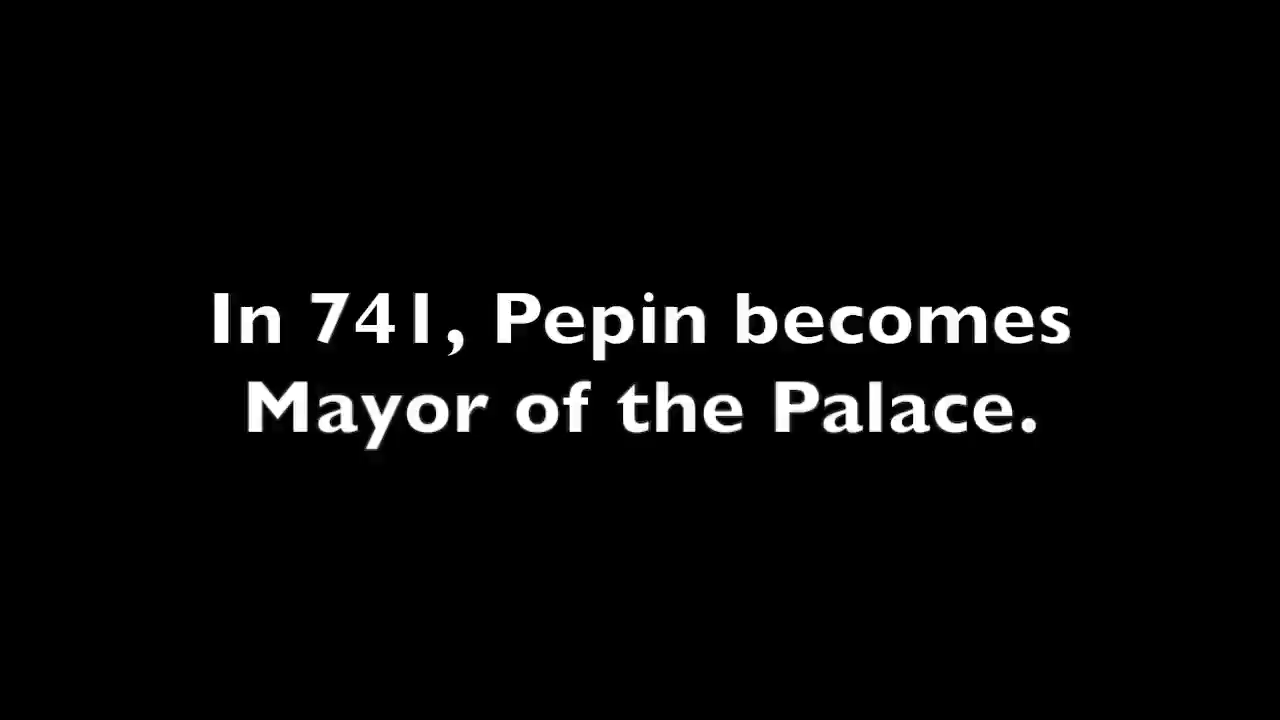 In 741, Pepin becomes
Mayor of the Palace.